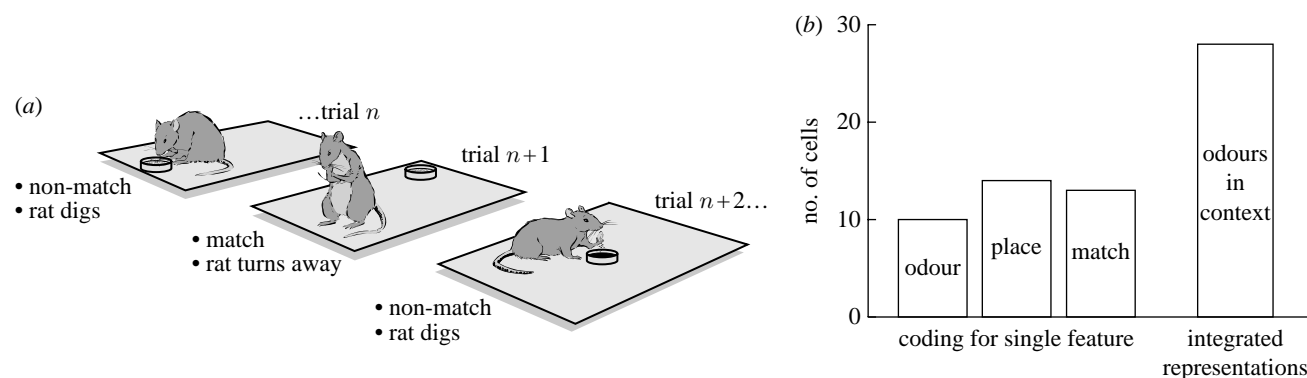 (a)
…trial n
• non-match
• rat digs
trial n+1
• match
• rat turns away
trial n+2…
• non-match
• rat digs
(b)
no. of cells
30
20
10
0
odour
place
match
odours
in
context
coding for single feature
integrated
representations